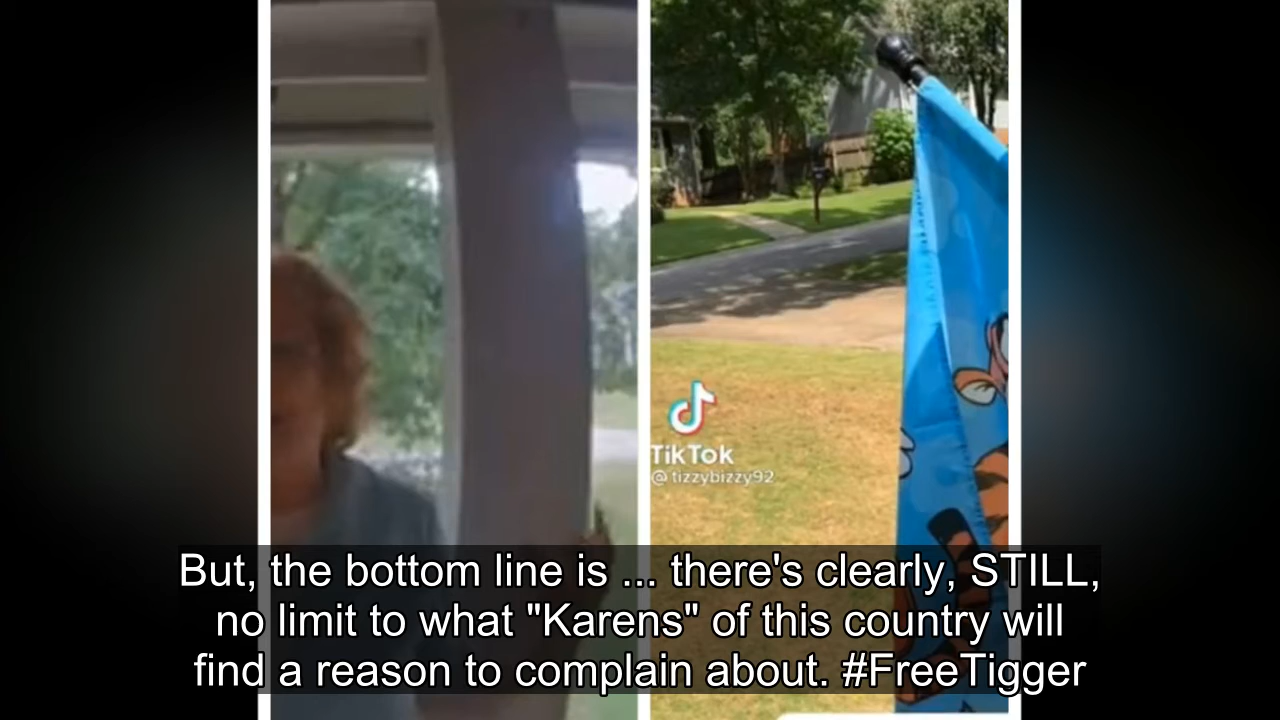 TikTok
@tizzybizzy92
But, the bottom line is ... there's clearly, STILL,
no limit to what "Karens" of this country will
find a reason to complain about. #FreeTigger